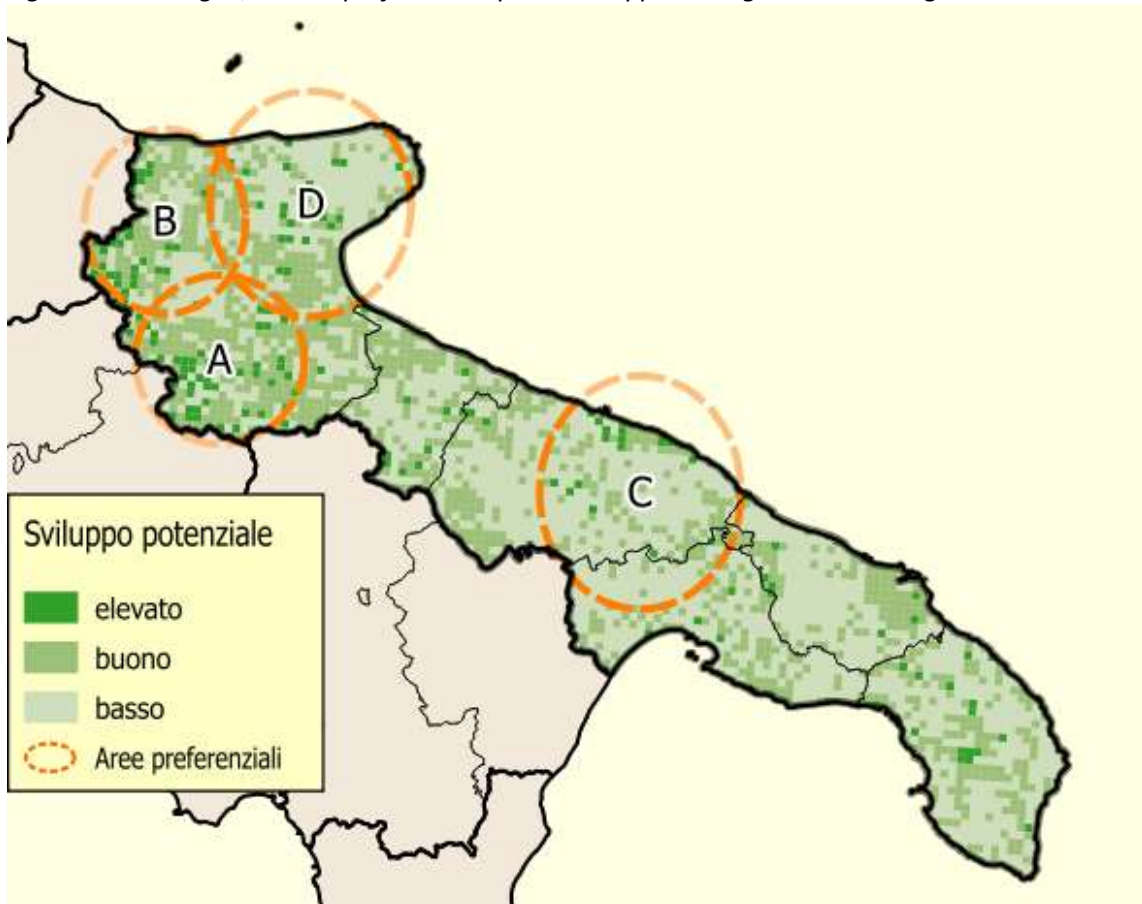 B
D
A
C
Sviluppo potenziale
elevato
buono
basso
Aree preferenziali